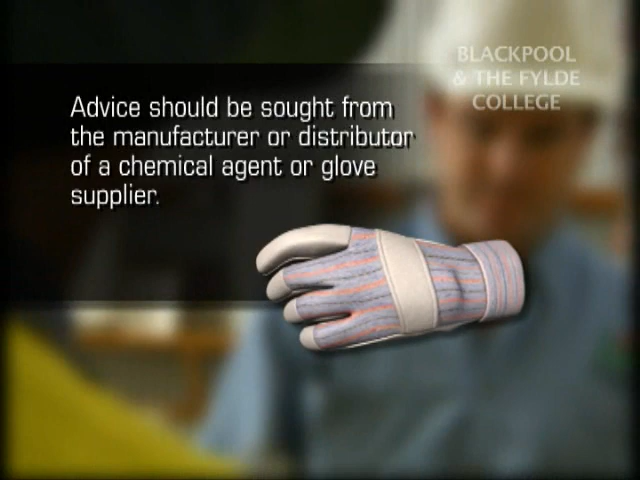 BLACKPOOL
& THE FYLDE
COLLEGE
Advice should be sought from
the manufacturer or distributor
of a chemical agent or glove
supplier.